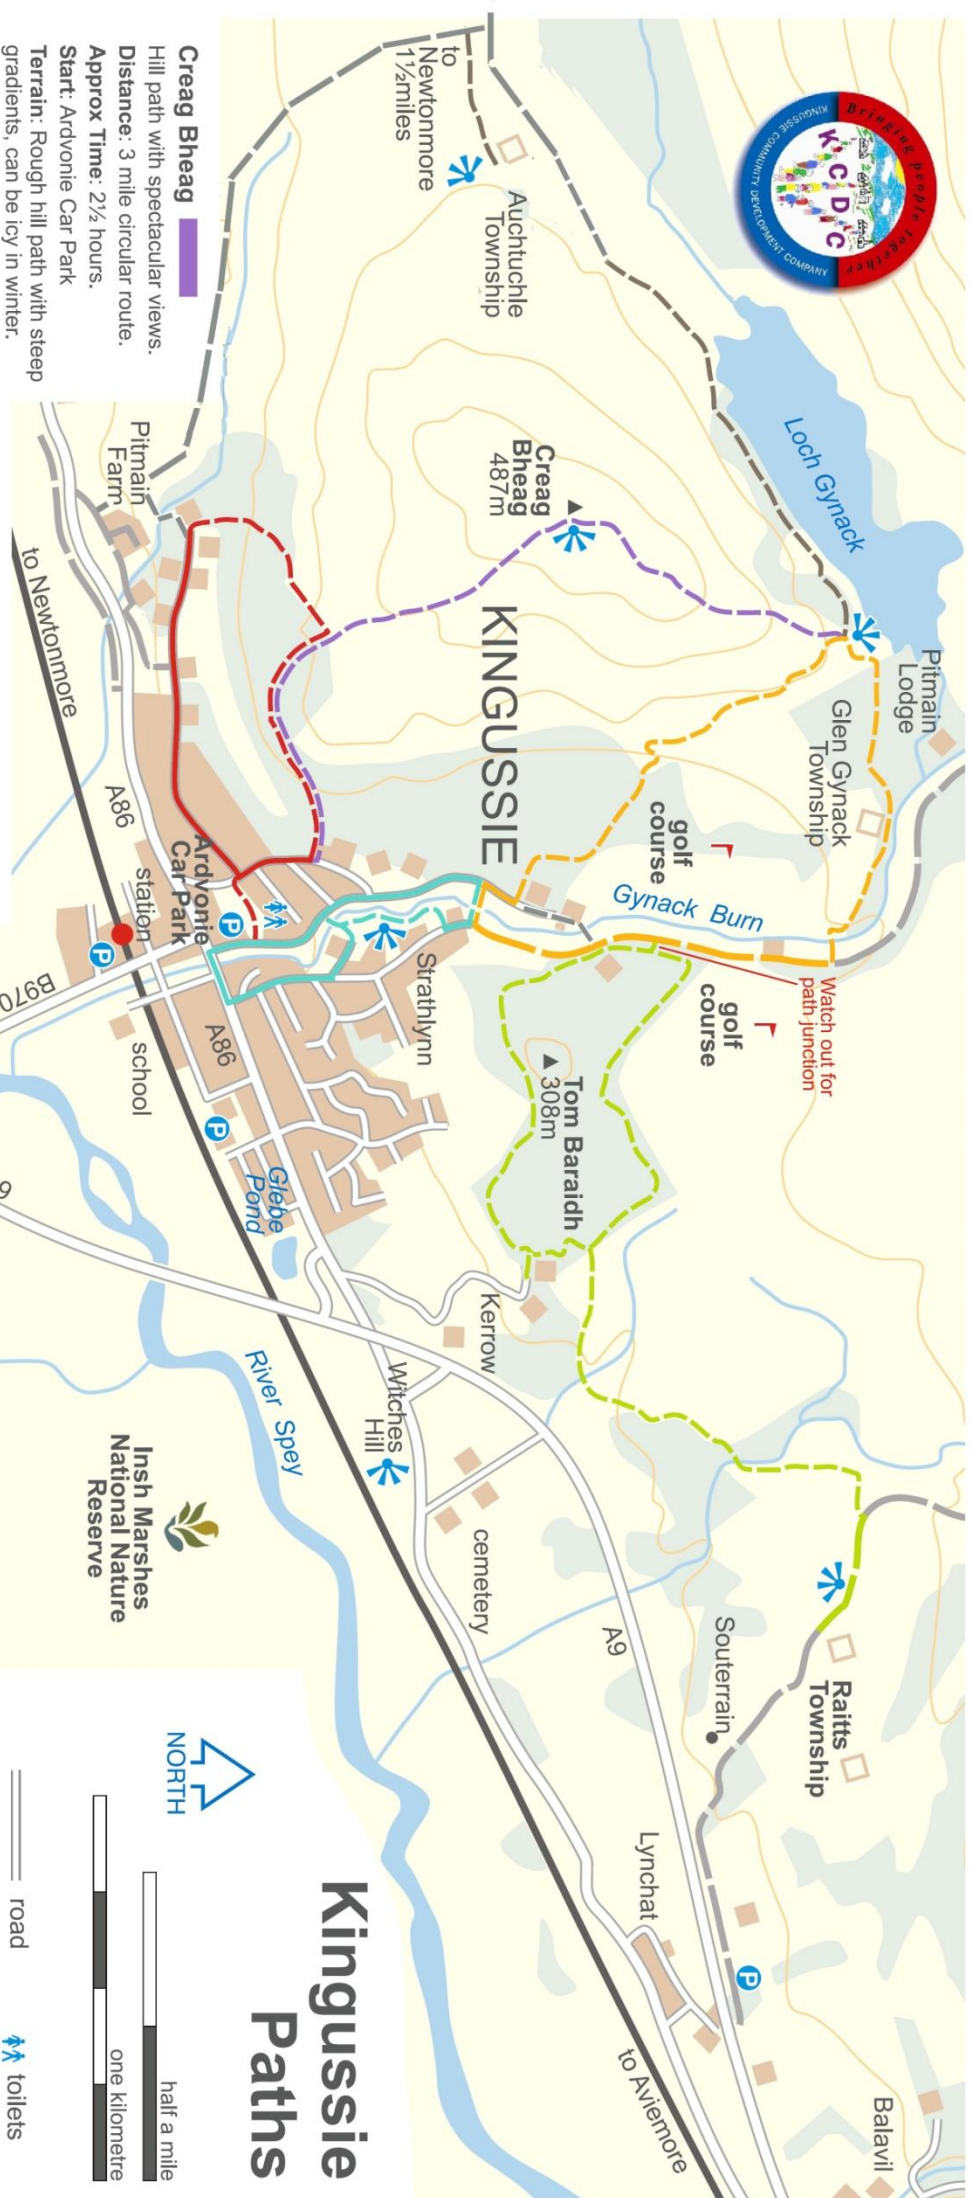 Bringing people together
KCDC
KINGUSSIE COMMUNITY DEVELOPMENT COMPANY
to
Newtonmore
1½miles
Auchtuchle
Township
Loch Gynack
Pitmain
Lodge
Glen Gynack
Township
Creag
Bheag
487m
KINGUSSIE
golf
course
Gynack Burn
Watch out for
path junction
golf
course
Tom Baraidh
308m
Raitts
Township
Souterrain
Balavil
Lynchat
to Aviemore
A9
Kerrow
cemetery
Witches
Hill
Strathlynn
Glebe
Pond
River Spey
Pitmain
Farm
to Newtonmore
A86
Ardvonie
Car Park
station
P
P
A86
school
P
P
B970
9
Insh Marshes
National Nature
Reserve
Creag Bheag
Hill path with spectacular views.
Distance: 3 mile circular route.
Approx Time: 2½ hours.
Start: Ardvonie Car Park
Terrain: Rough hill path with steep
gradients, can be icy in winter.
NORTH
Kingussie
Paths
half a mile
one kilometre
road
toilets